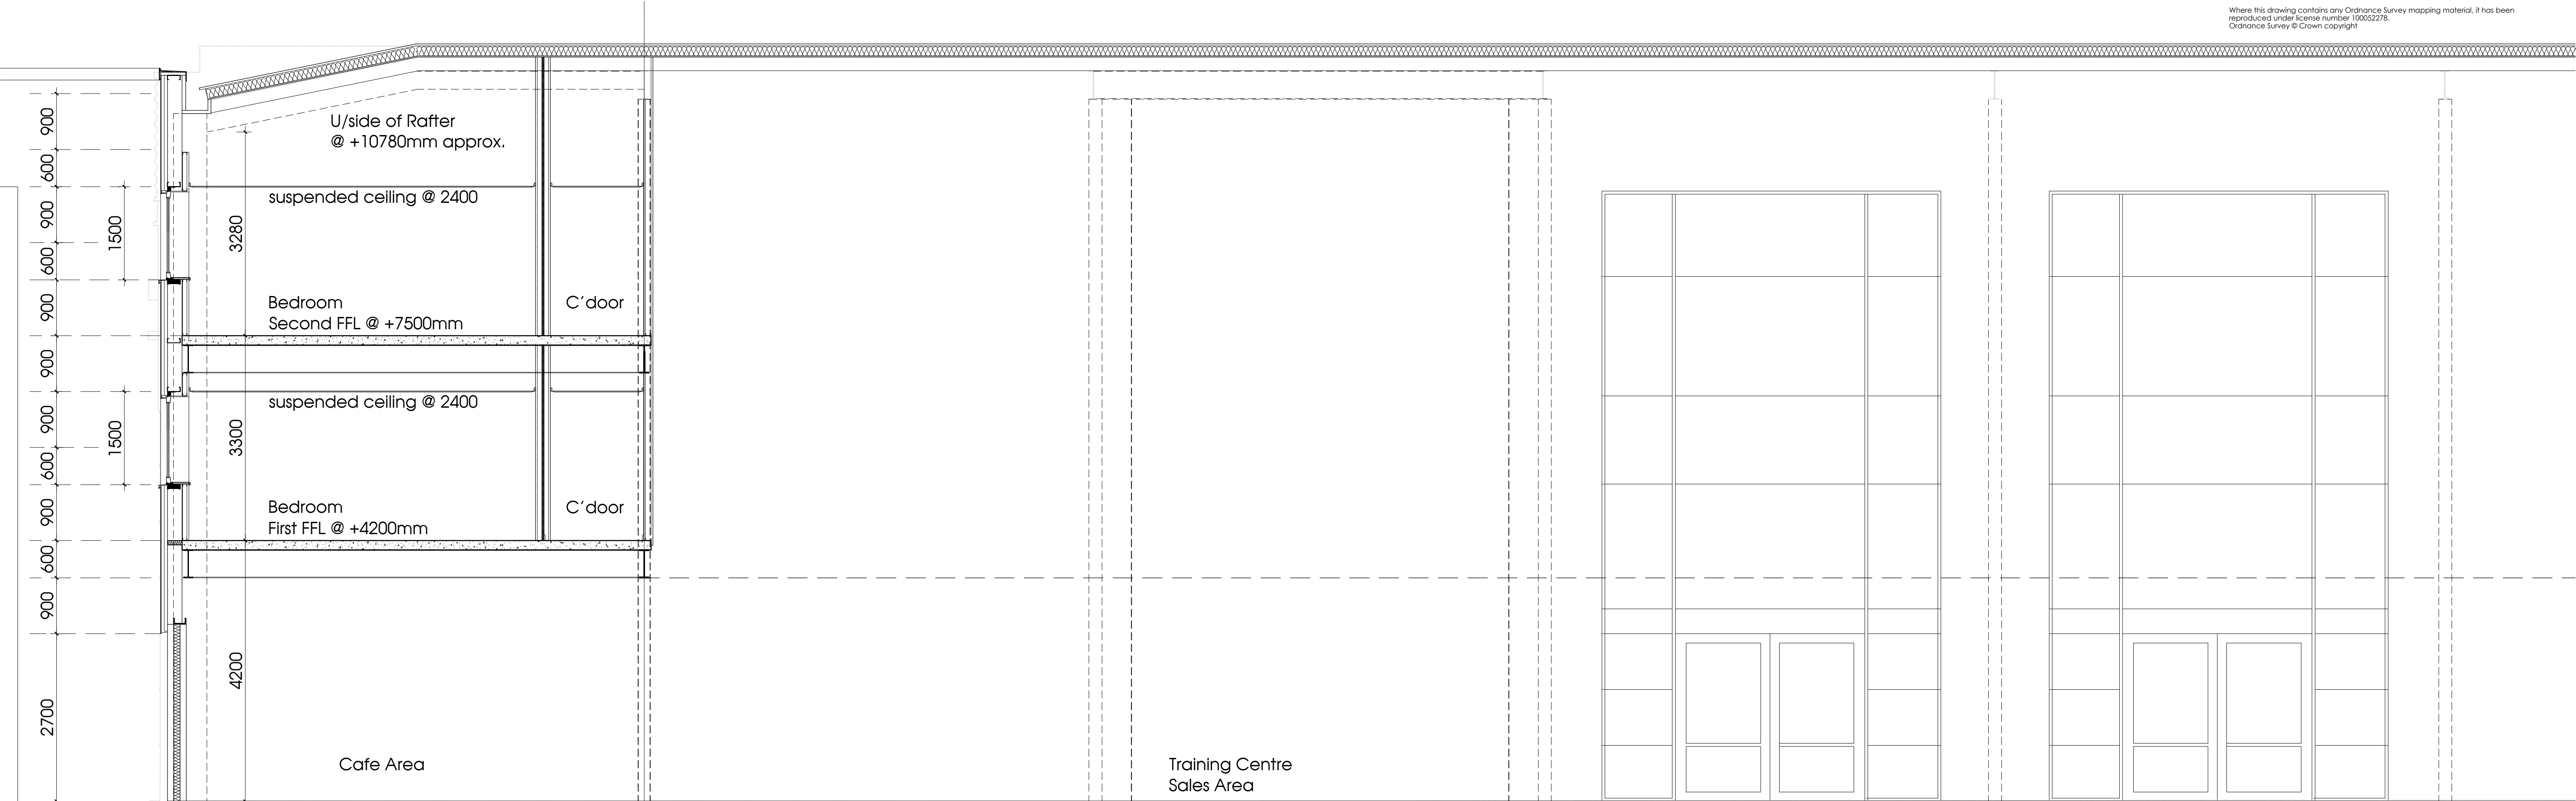 Where this drawing contains any Ordnance Survey mapping material, it has been
reproduced under license number 100052278.
Ordnance Survey © Crown copyright
900
600
900
600
900
900
900
600
900
600
900
2700
1500
1500
3280
3300
4200
U/side of Rafter
@ +10780mm approx.
suspended ceiling @ 2400
Bedroom
Second FFL @ +7500mm
C'door
suspended ceiling @ 2400
Bedroom
First FFL @ +4200mm
C'door
Cafe Area
Training Centre
Sales Area